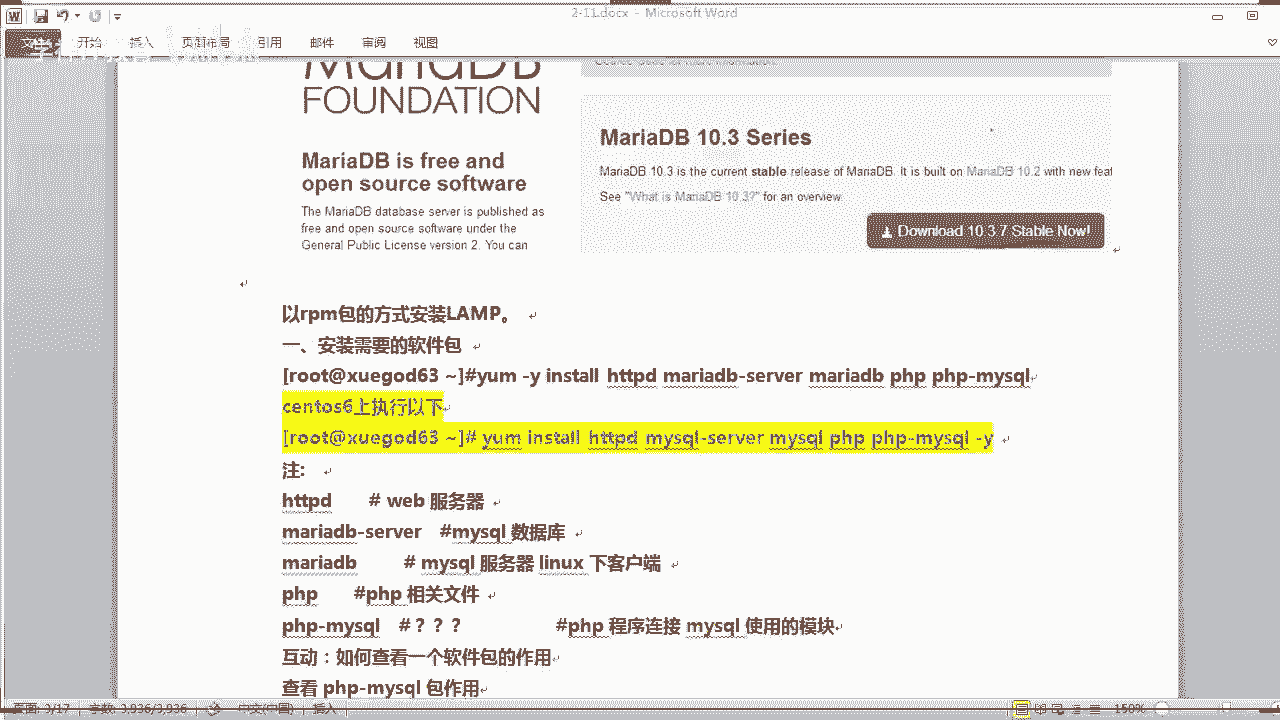 2-11.docx - Microsoft Word
文件 开始 插入 页面布局 引用 邮件 审阅 视图
MariaDB
FOUNDATION
MariaDB is free and
open source software
The MariaDB database server is published as
free and open source software under the
General Public License version 2. You can
MariaDB 10.3 Series
MariaDB 10.3 is the current stable release of MariaDB. It is built on MariaDB 10.2 with new feat
See "What is MariaDB 10.3?" for an overview.
Download 10.3.7 Stable Now!
以rpm包的方式安装LAMP。
一、安装需要的软件包
[root@xuegod63 ~]#yum -y install httpd mariadb-server mariadb php php-mysql
centos6上执行以下
[root@xuegod63 ~]# yum install httpd mysql-server mysql php php-mysql -y
注:
httpd # web 服务器
mariadb-server #mysql 数据库
mariadb # mysql 服务器 linux 下客户端
php #php 相关文件
php-mysql #？？？ #php 程序连接 mysql 使用的模块
互动：如何查看一个软件包的作用
查看 php-mysql 包作用
页面: 3/17 字数: 3,936/3,936 中文(中国) 插入 150%